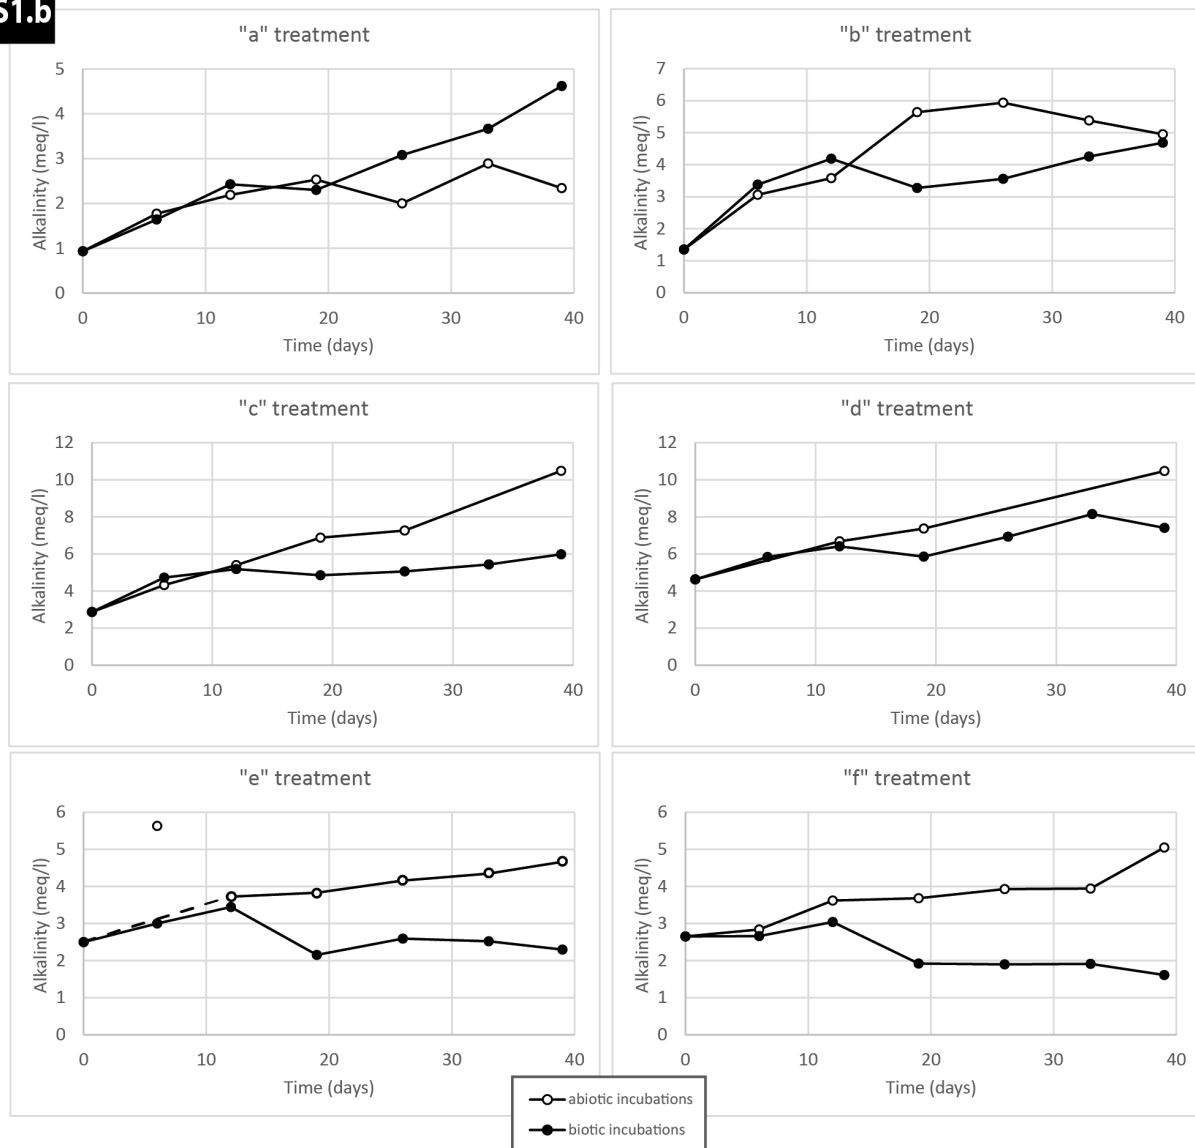 S1.b
"a" treatment
5
4
3
2
1
0
Alkalinity (meq/l)
0 10 20 30 40
Time (days)
"b" treatment
7
6
5
4
3
2
1
0
Alkalinity (meq/l)
0 10 20 30 40
Time (days)
"c" treatment
12
10
8
6
4
2
0
Alkalinity (meq/l)
0 10 20 30 40
Time (days)
"d" treatment
12
10
8
6
4
2
0
Alkalinity (meq/l)
0 10 20 30 40
Time (days)
"e" treatment
6
5
4
3
2
1
0
Alkalinity (meq/l)
0 10 20 30 40
Time (days)
"f" treatment
6
5
4
3
2
1
0
Alkalinity (meq/l)
0 10 20 30 40
Time (days)
abiotic incubations
biotic incubations